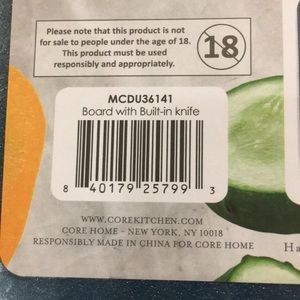 Please note that this product is not
for sale to people under the age of 18.
This product must be used
responsibly and appropriately.
18
MCDU36141
Board with Built-in knife
8 40179 25799 3
WWW.COREKITCHEN.COM
CORE HOME - NEW YORK, NY 10018
RESPONSIBLY MADE IN CHINA FOR CORE HOME